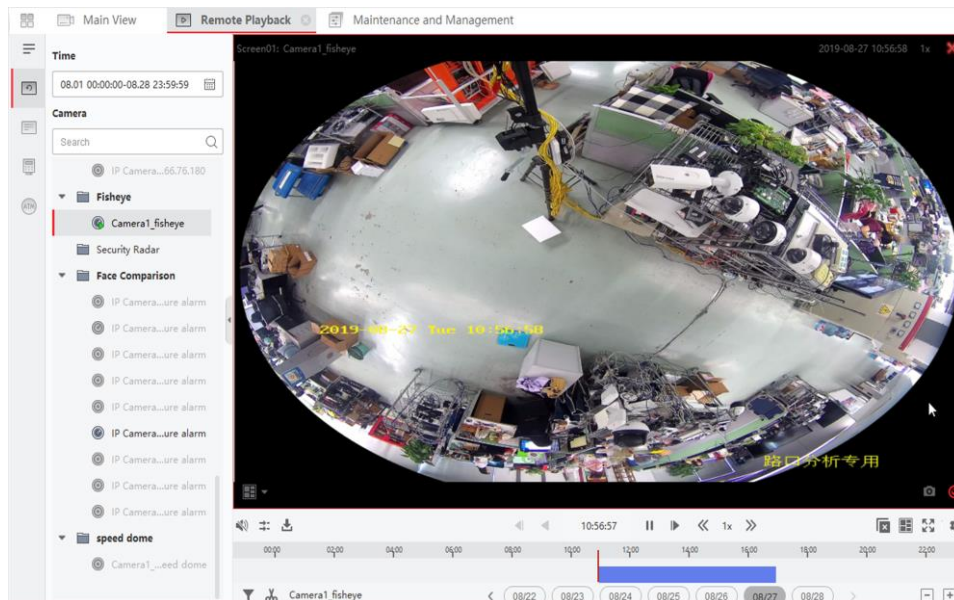 Main View
Remote Playback
Maintenance and Management
Time
08.01 00:00:00-08.28 23:59:59
Camera
Search
IP Camera...66.76.180
Fisheye
Camera1_fisheye
Security Radar
Face Comparison
IP Camera...ure alarm
IP Camera...ure alarm
IP Camera...ure alarm
IP Camera...ure alarm
IP Camera...ure alarm
IP Camera...ure alarm
IP Camera...ure alarm
IP Camera...ure alarm
IP Camera...ure alarm
speed dome
Camera1_...eed dome
ATM
Screen01: Camera1_fisheye
2019-08-27 10:56:58 1x
2019-08-27 Tue 10:56:58
路口分析专用
10:56:57
1x
00:00 02:00 04:00 06:00 08:00 10:00 12:00 14:00 16:00 18:00 20:00 22:00
Camera1_fisheye
08/22 08/23 08/24 08/25 08/26 08/27 08/28